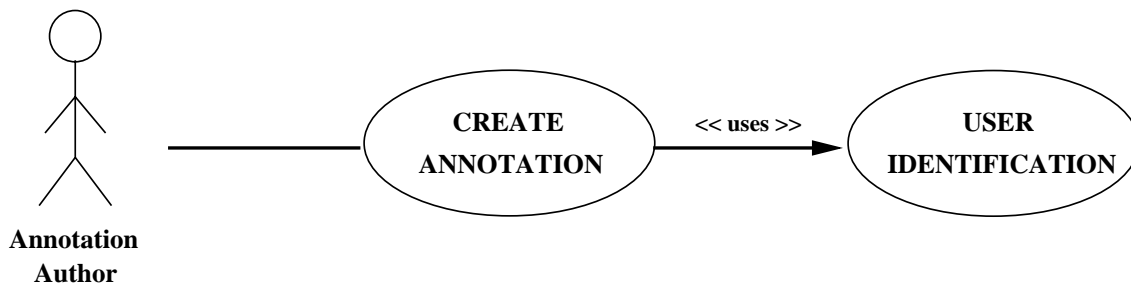 CREATE
ANNOTATION
<< uses >>
USER
IDENTIFICATION
Annotation
Author